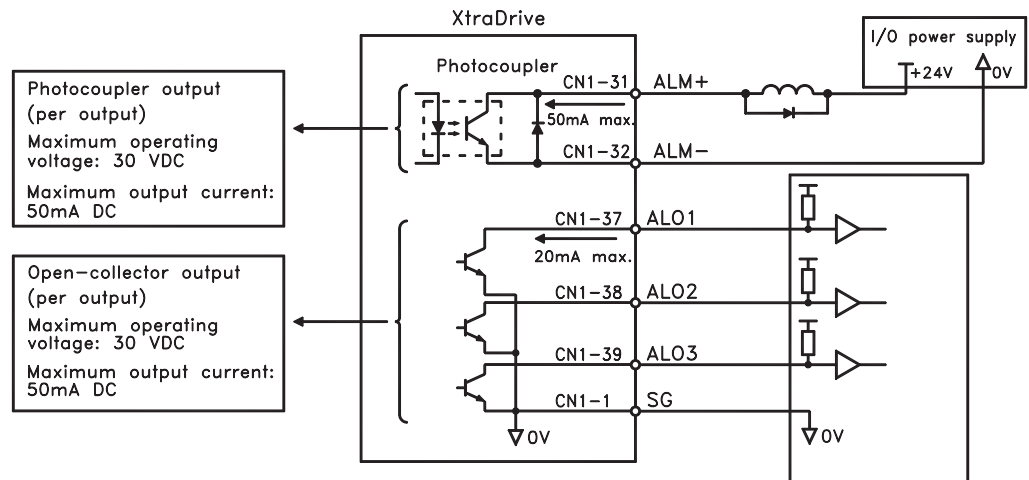 XtraDrive
I/O power supply
+24V
0V
Photocoupler output
(per output)
Maximum operating
voltage: 30 VDC
Maximum output current:
50mA DC
Photocoupler
CN1-31
ALM+
50mA max.
CN1-32
ALM-
CN1-37
ALO1
20mA max.
Open-collector output
(per output)
Maximum operating
voltage: 30 VDC
Maximum output current:
50mA DC
CN1-38
ALO2
CN1-39
ALO3
CN1-1
SG
0V
0V